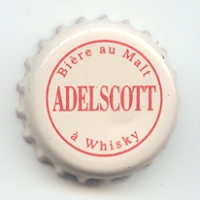 Bière au Malt
ADELSCOTT
à Whisky